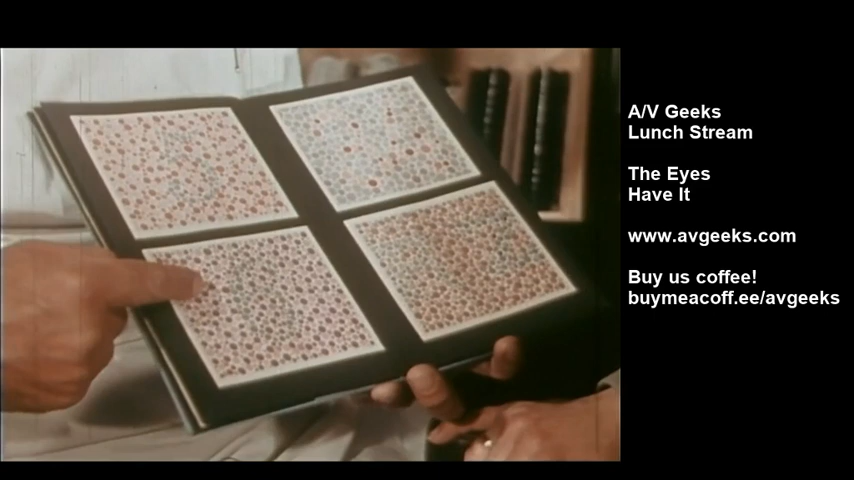 A/V Geeks
Lunch Stream
The Eyes
Have It
www.avgeeks.com
Buy us coffee!
buymeacoff.ee/avgeeks